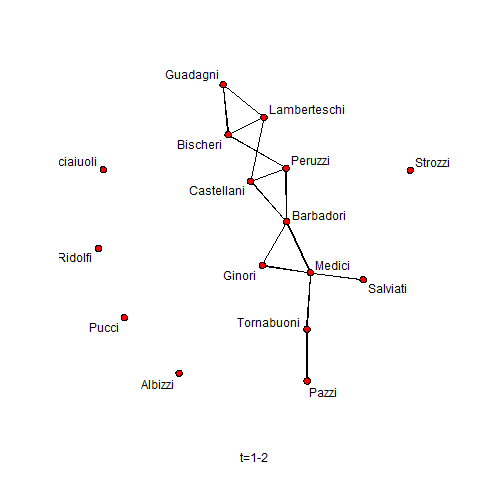 Guadagni
Lamberteschi
Bischeri
Peruzzi
ciaiuoli
Strozzi
Castellani
Barbadori
Ridolfi
Medici
Ginori
Salviati
Tornabuoni
Pucci
Albizzi
Pazzi
t=1-2